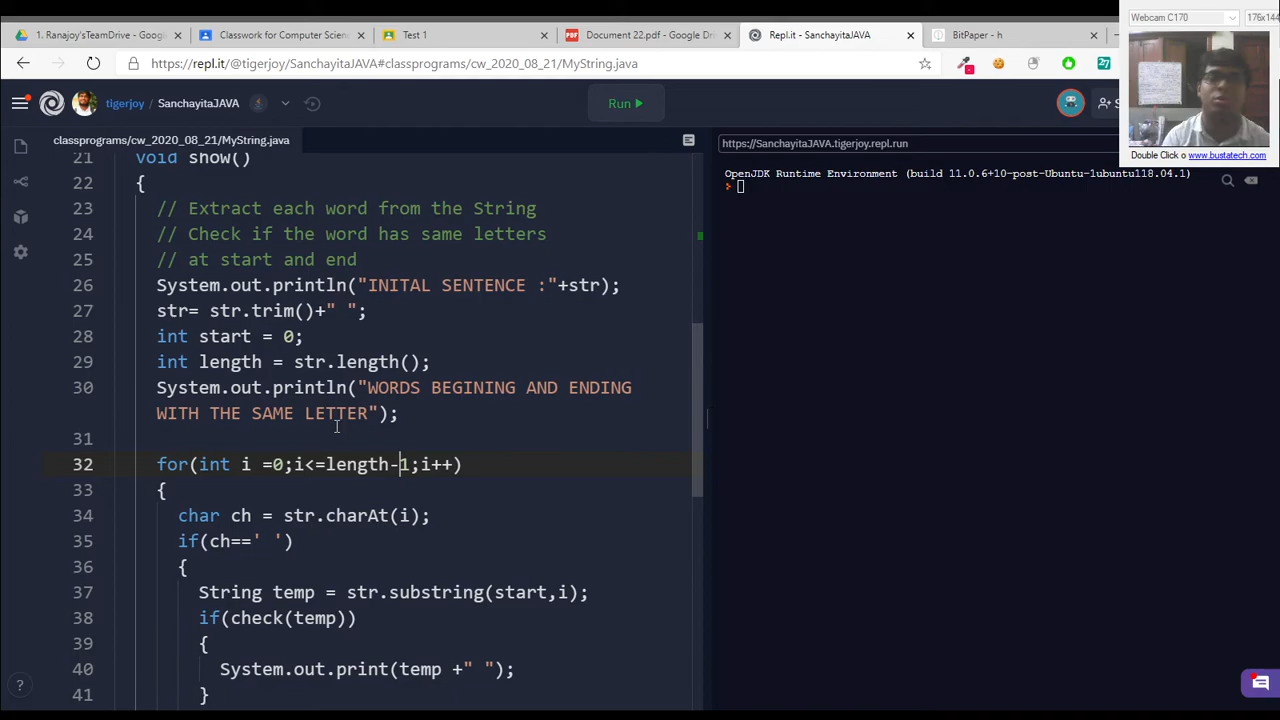 Webcam C170
176x144
1. Ranajoy'sTeamDrive - Google
Classwork for Computer Scienc
Test 1
Document 22.pdf - Google Dri
Repl.it - SanchayitaJAVA
BitPaper - h
https://repl.it/@tigerjoy/SanchayitaJAVA#classprograms/cw_2020_08_21/MyString.java
27
tigerjoy / SanchayitaJAVA
Run
S
Double Click o www.bustatech.com
classprograms/cw_2020_08_21/MyString.java
https://SanchayitaJAVA.tigerjoy.repl.run
21 void show()
22 {
23 // Extract each word from the String
24 // Check if the word has same letters
25 // at start and end
26 System.out.println("INITAL SENTENCE :"+str);
27 str= str.trim()+" ";
28 int start = 0;
29 int length = str.length();
30 System.out.println("WORDS BEGINING AND ENDING
WITH THE SAME LETTER");
31
32 for(int i =0;i<=length-1;i++)
33 {
34 char ch = str.charAt(i);
35 if(ch==' ')
36 {
37 String temp = str.substring(start,i);
38 if(check(temp))
39 {
40 System.out.print(temp +" ");
41 }
OpenJDK Runtime Environment (build 11.0.6+10-post-Ubuntu-1ubuntu118.04.1)
?